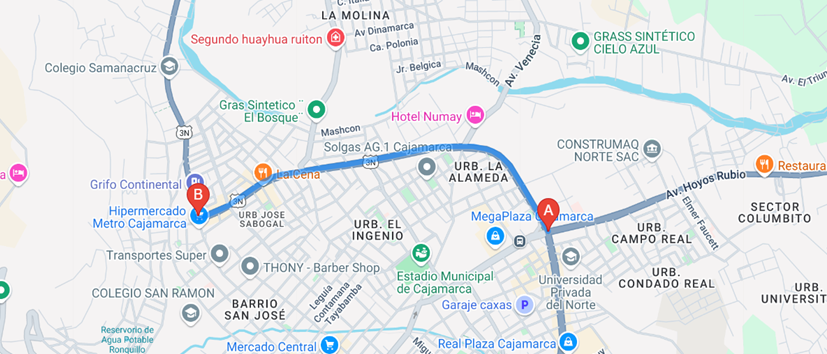 LA MOLINA
Av Dinamarca
Segundo huayhua ruiton
Ca. Polonia
GRASS SINTÉTICO
CIELO AZUL
Av. Venecia
Jr. Belgica
Colegio Samanacruz
Mashcon
Av. El Triun
Gras Sintetico ¨
El Bosque¨
Hotel Numay
3N
Mashcon
Solgas AG.1 Cajamarca
CONSTRUMAQ
NORTE SAC
3N
URB. LA
ALAMEDA
Restaura
LaCena
Grifo Continental
Av. Hoyos Rubio
B
3N
Elmer Faucett
SECTOR
COLUMBITO
A
Hipermercado
Metro Cajamarca
URB JOSE
SABOGAL
MegaPlaza Cajamarca
URB. EL
INGENIO
URB.
CAMPO REAL
Transportes Super
THONY - Barber Shop
Estadio Municipal
de Cajamarca
Universidad
Privada
del Norte
URB.
CONDADO REAL
COLEGIO SAN RAMON
URB.
UNIVERSIT
Leguia
Contamana
Tayabamba
BARRIO
SAN JOSÉ
Garaje caxas
P
Reservorio de
Agua Potable
Ronquillo
Mercado Central
Migu
Real Plaza Cajamarca